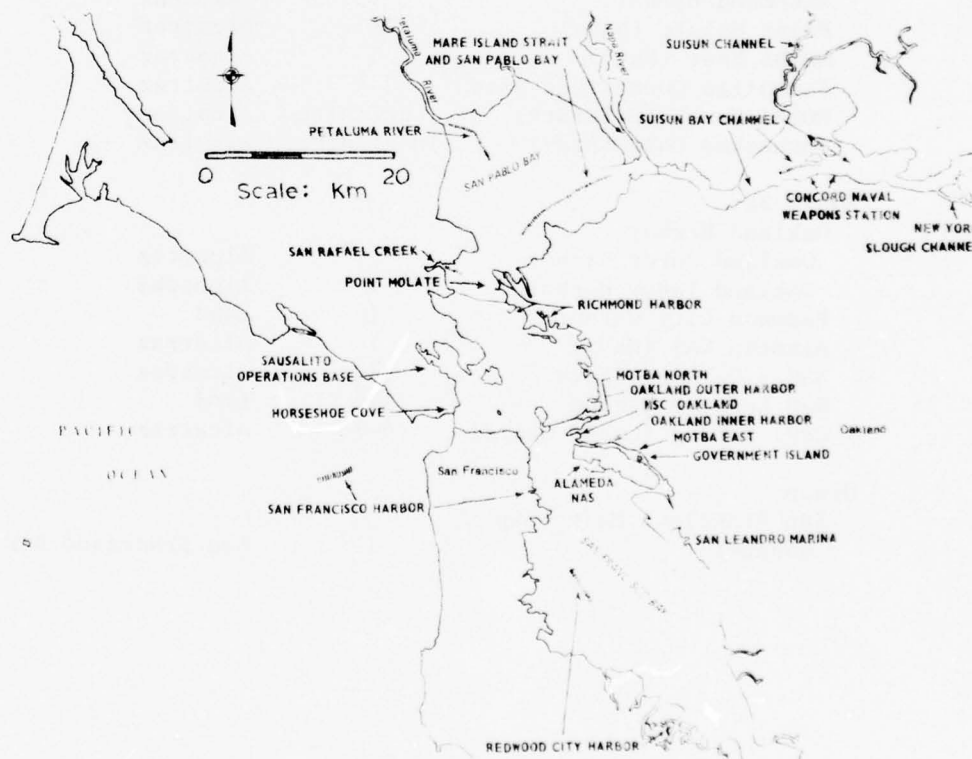 MARE ISLAND STRAIT
AND SAN PABLO BAY
Petaluma
River
Napa River
SUISUN CHANNEL
PETALUMA RIVER
SAN PABLO BAY
SUISUN BAY CHANNEL
0 20
Scale: Km
CONCORD NAVAL
WEAPONS STATION
NEW YOR
SLOUGH CHANNE
SAN RAFAEL CREEK
POINT MOLATE
RICHMOND HARBOR
SAUSALITO
OPERATIONS BASE
HORSESHOE COVE
MOTBA NORTH
OAKLAND OUTER HARBOR
NSC OAKLAND
OAKLAND INNER HARBOR
MOTBA EAST
GOVERNMENT ISLAND
Oakland
PACIFIC
OCEAN
San Francisco
ALAMEDA
NAS
SAN FRANCISCO HARBOR
SAN LEANDRO MARINA
SAN FRANCISCO BAY
REDWOOD CITY HARBOR